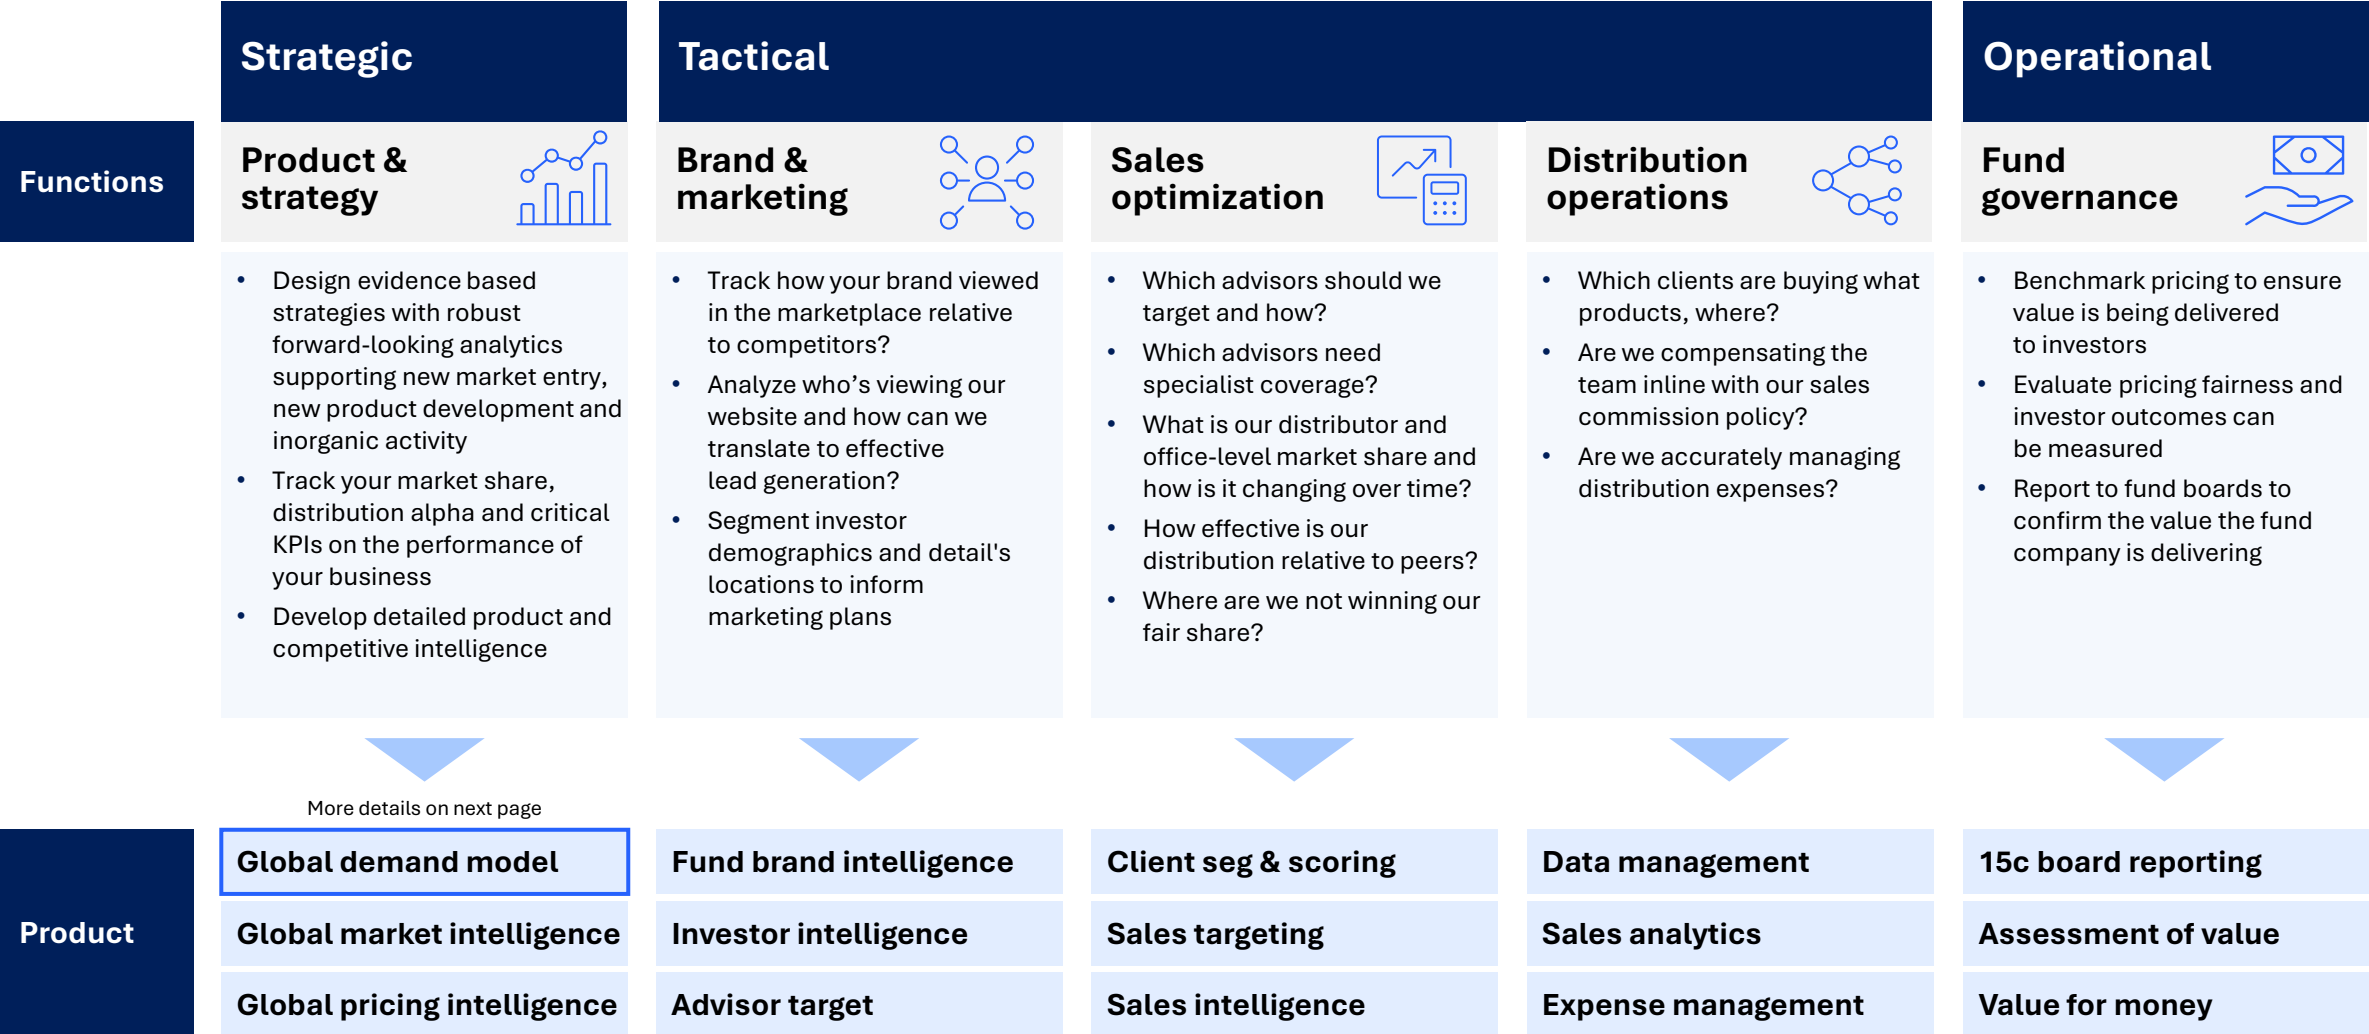 Strategic
Tactical
Operational
Functions
Product &
strategy
Brand &
marketing
Sales
optimization
Distribution
operations
Fund
governance
• Design evidence based
strategies with robust
forward-looking analytics
supporting new market entry,
new product development and
inorganic activity
• Track your market share,
distribution alpha and critical
KPIs on the performance of
your business
• Develop detailed product and
competitive intelligence
• Track how your brand viewed
in the marketplace relative
to competitors?
• Analyze who’s viewing our
website and how can we
translate to effective
lead generation?
• Segment investor
demographics and detail's
locations to inform
marketing plans
• Which advisors should we
target and how?
• Which advisors need
specialist coverage?
• What is our distributor and
office-level market share and
how is it changing over time?
• How effective is our
distribution relative to peers?
• Where are we not winning our
fair share?
• Which clients are buying what
products, where?
• Are we compensating the
team inline with our sales
commission policy?
• Are we accurately managing
distribution expenses?
• Benchmark pricing to ensure
value is being delivered
to investors
• Evaluate pricing fairness and
investor outcomes can
be measured
• Report to fund boards to
confirm the value the fund
company is delivering
More details on next page
Product
Global demand model
Global market intelligence
Global pricing intelligence
Fund brand intelligence
Investor intelligence
Advisor target
Client seg & scoring
Sales targeting
Sales intelligence
Data management
Sales analytics
Expense management
15c board reporting
Assessment of value
Value for money